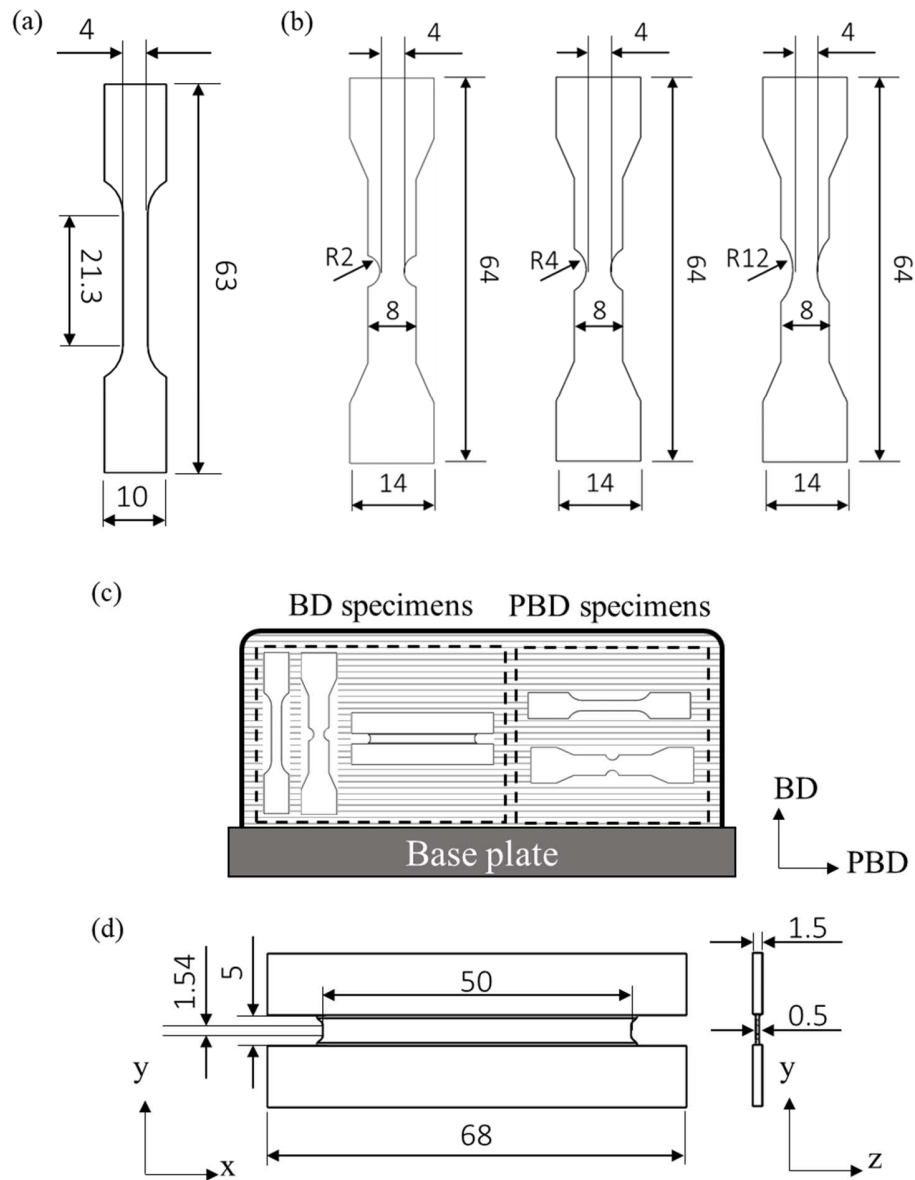 (a)
4
21.3
63
10
(b)
4
4
4
R2
R4
R12
64
64
64
8
8
8
14
14
14
(c)
BD specimens
PBD specimens
Base plate
BD
PBD
(d)
1.54
5
50
68
y
x
1.5
0.5
y
z